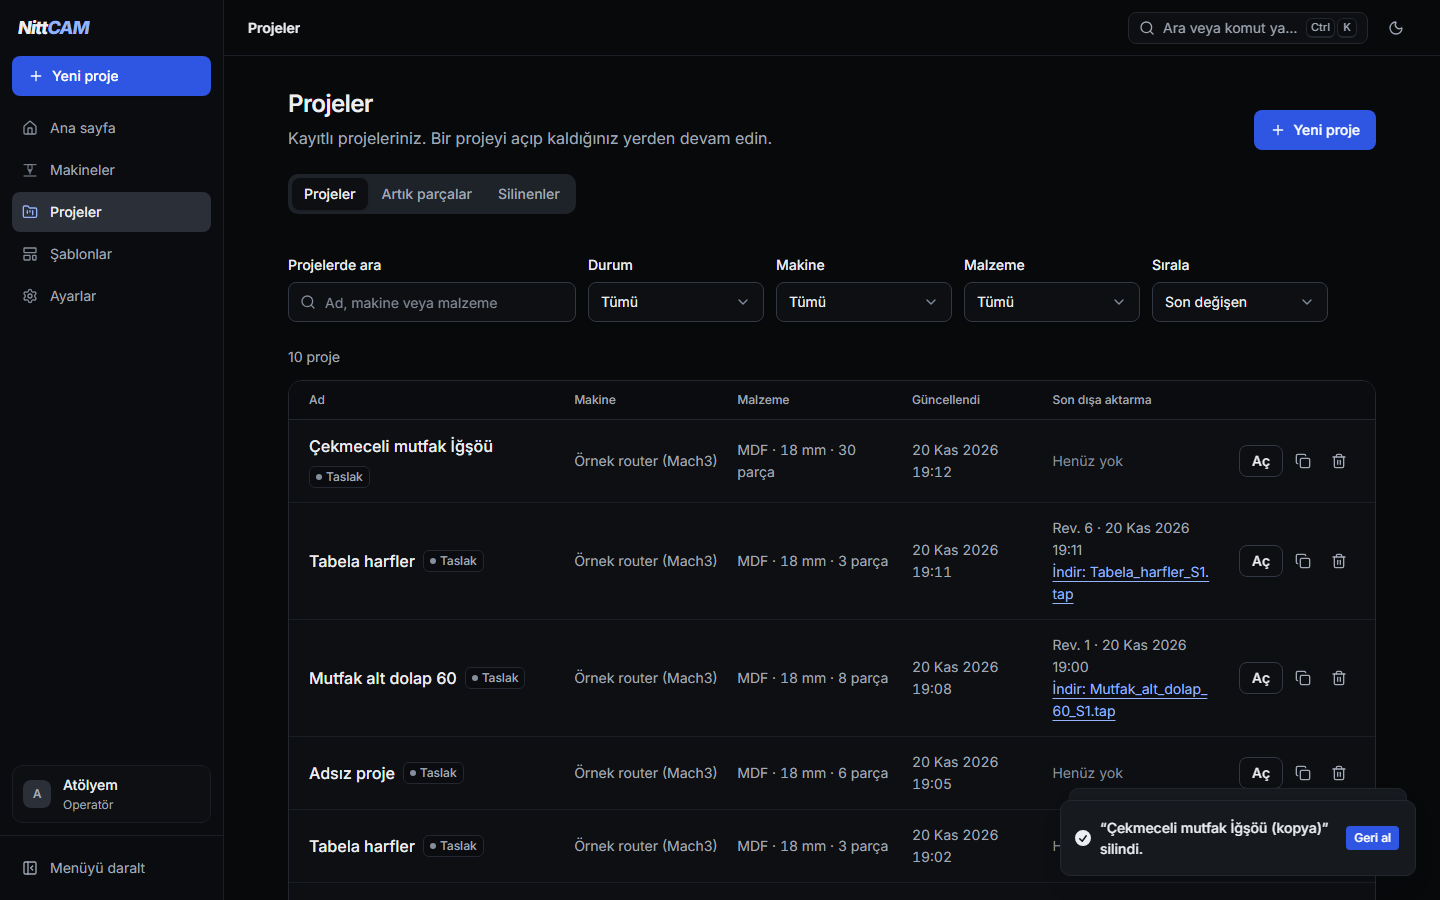 NittCAM
Projeler
Ara veya komut ya...
Ctrl
K
Yeni proje
Ana sayfa
Makineler
Projeler
Şablonlar
Ayarlar
Projeler
Kayıtlı projeleriniz. Bir projeyi açıp kaldığınız yerden devam edin.
Yeni proje
Projeler
Artık parçalar
Silinenler
Projelerde ara
Durum
Makine
Malzeme
Sırala
Ad, makine veya malzeme
Tümü
Tümü
Tümü
Son değişen
10 proje
Ad
Makine
Malzeme
Güncellendi
Son dışa aktarma
Çekmeceli mutfak İğşöü
Taslak
Örnek router (Mach3)
MDF · 18 mm · 30
parça
20 Kas 2026
19:12
Henüz yok
Aç
Tabela harfler
Taslak
Örnek router (Mach3)
MDF · 18 mm · 3 parça
20 Kas 2026
19:11
Rev. 6 · 20 Kas 2026
19:11
İndir: Tabela_harfler_S1.
tap
Aç
Mutfak alt dolap 60
Taslak
Örnek router (Mach3)
MDF · 18 mm · 8 parça
20 Kas 2026
19:08
Rev. 1 · 20 Kas 2026
19:00
İndir: Mutfak_alt_dolap_
60_S1.tap
Aç
Adsız proje
Taslak
Örnek router (Mach3)
MDF · 18 mm · 6 parça
20 Kas 2026
19:05
Henüz yok
Aç
Tabela harfler
Taslak
Örnek router (Mach3)
MDF · 18 mm · 3 parça
20 Kas 2026
19:02
“Çekmeceli mutfak İğşöü (kopya)”
silindi.
Geri al
A
Atölyem
Operatör
Menüyü daralt